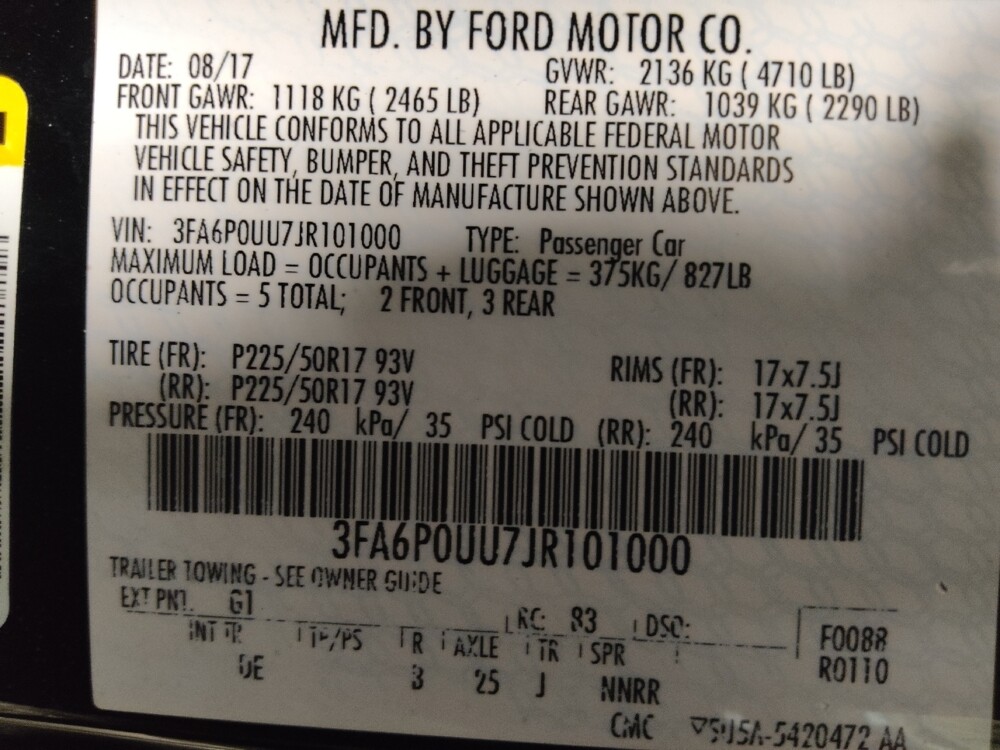 MFD. BY FORD MOTOR CO.
DATE: 08/17 GVWR: 2136 KG ( 4710 LB)
FRONT GAWR: 1118 KG ( 2465 LB) REAR GAWR: 1039 KG ( 2290 LB)
THIS VEHICLE CONFORMS TO ALL APPLICABLE FEDERAL MOTOR
VEHICLE SAFETY, BUMPER, AND THEFT PREVENTION STANDARDS
IN EFFECT ON THE DATE OF MANUFACTURE SHOWN ABOVE.
VIN: 3FA6P0UU7JR101000 TYPE: Passenger Car
MAXIMUM LOAD = OCCUPANTS + LUGGAGE = 375KG/ 827LB
OCCUPANTS = 5 TOTAL; 2 FRONT, 3 REAR
TIRE (FR): P225/50R17 93V RIMS (FR): 17x7.5J
(RR): P225/50R17 93V (RR): 17x7.5J
PRESSURE (FR): 240 kPa/ 35 PSI COLD (RR): 240 kPa/ 35 PSI COLD
3FA6P0UU7JR101000
TRAILER TOWING - SEE OWNER GUIDE
EXT PNT. G1 RC: 83 DSO: F0088
INT TR TP/PS R AXLE TR SPR R0110
DE 3 25 J NNRR
CMC 5420472 AA